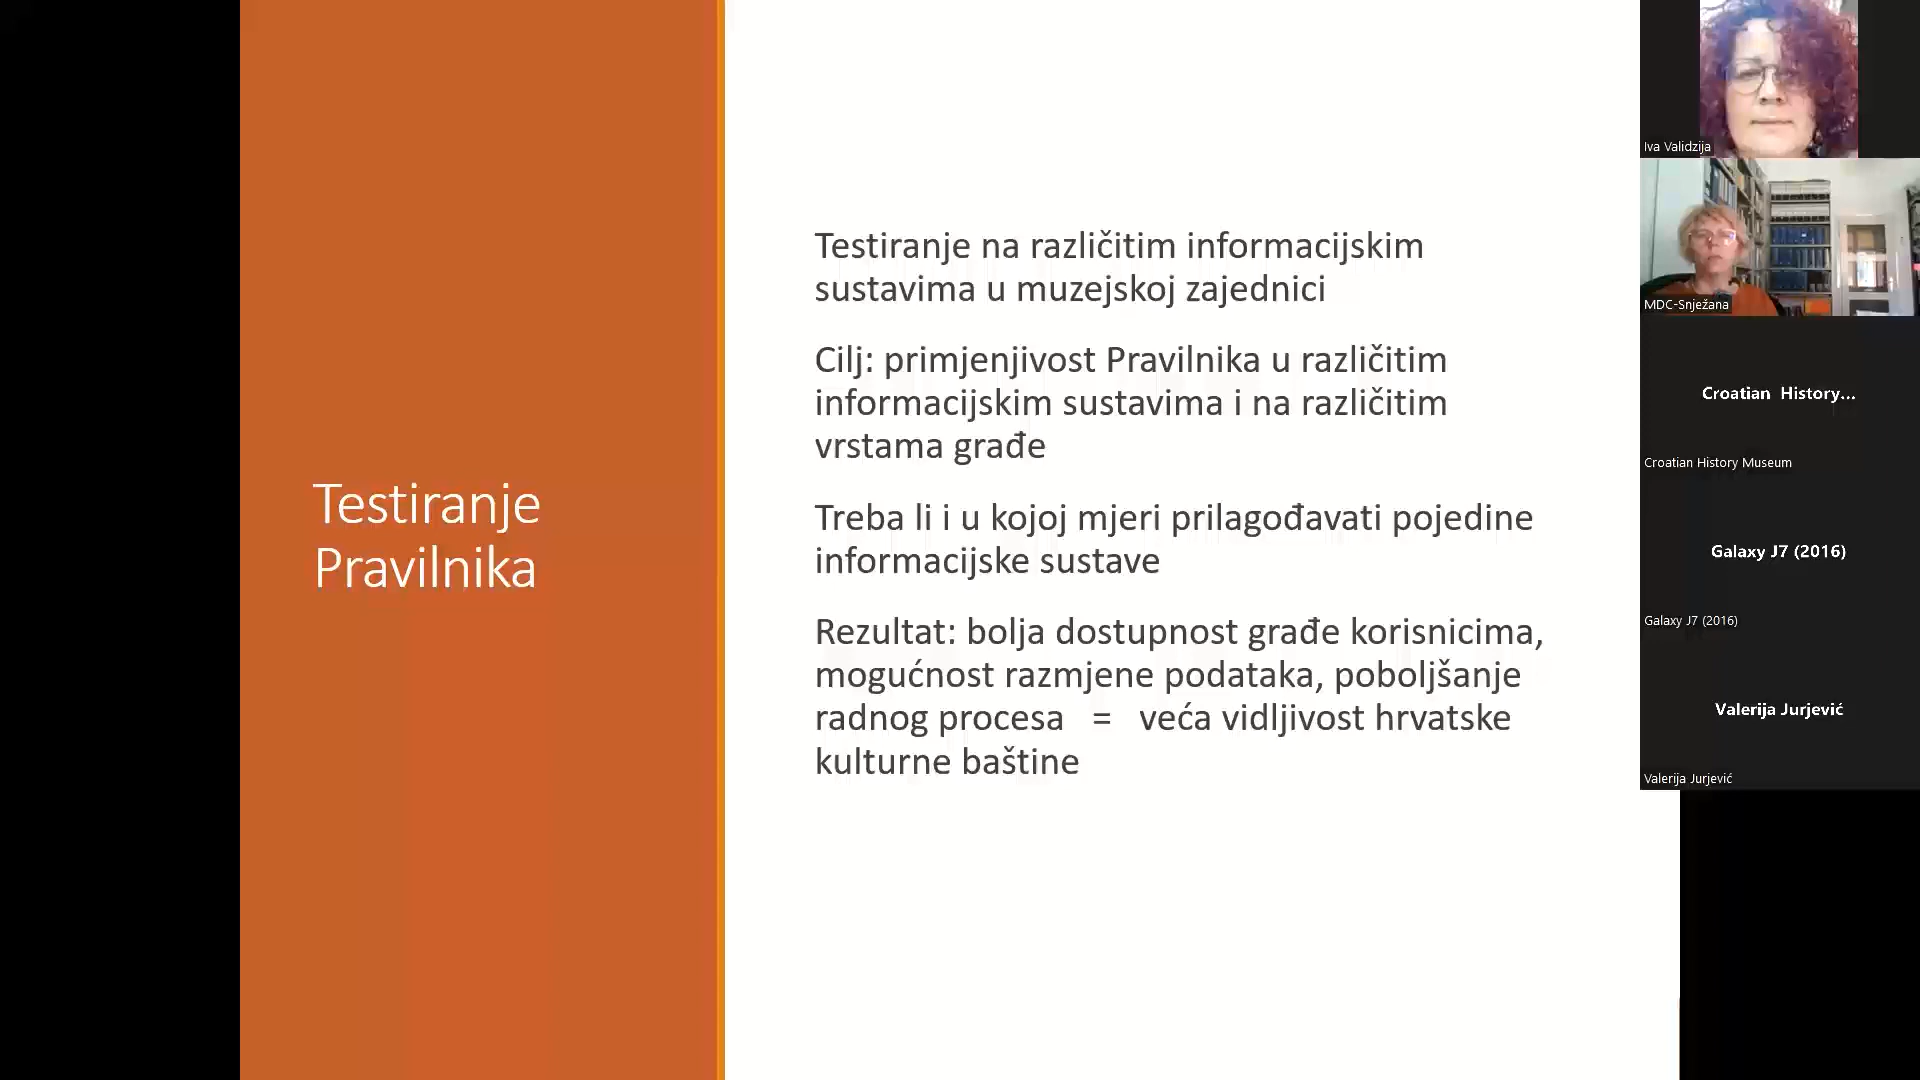 Testiranje
Pravilnika
Testiranje na različitim informacijskim
sustavima u muzejskoj zajednici
Cilj: primjenjivost Pravilnika u različitim
informacijskim sustavima i na različitim
vrstama građe
Treba li i u kojoj mjeri prilagođavati pojedine
informacijske sustave
Rezultat: bolja dostupnost građe korisnicima,
mogućnost razmjene podataka, poboljšanje
radnog procesa = veća vidljivost hrvatske
kulturne baštine
Iva Validzija
MDC-Snježana
Croatian History...
Croatian History Museum
Galaxy J7 (2016)
Galaxy J7 (2016)
Valerija Jurjević
Valerija Jurjević